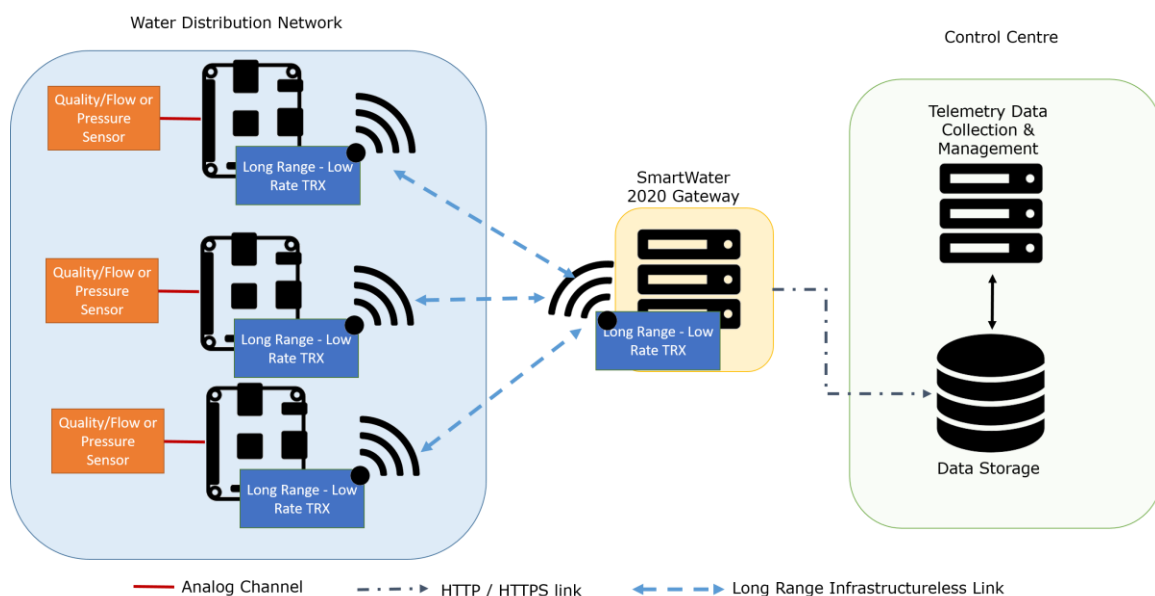 Water Distribution Network
Control Centre
Quality/Flow or
Pressure
Sensor
Long Range - Low
Rate TRX
Quality/Flow or
Pressure
Sensor
Long Range - Low
Rate TRX
Quality/Flow or
Pressure
Sensor
Long Range - Low
Rate TRX
SmartWater
2020 Gateway
Long Range - Low
Rate TRX
Telemetry Data
Collection &
Management
Data Storage
Analog Channel
HTTP / HTTPS link
Long Range Infrastructureless Link